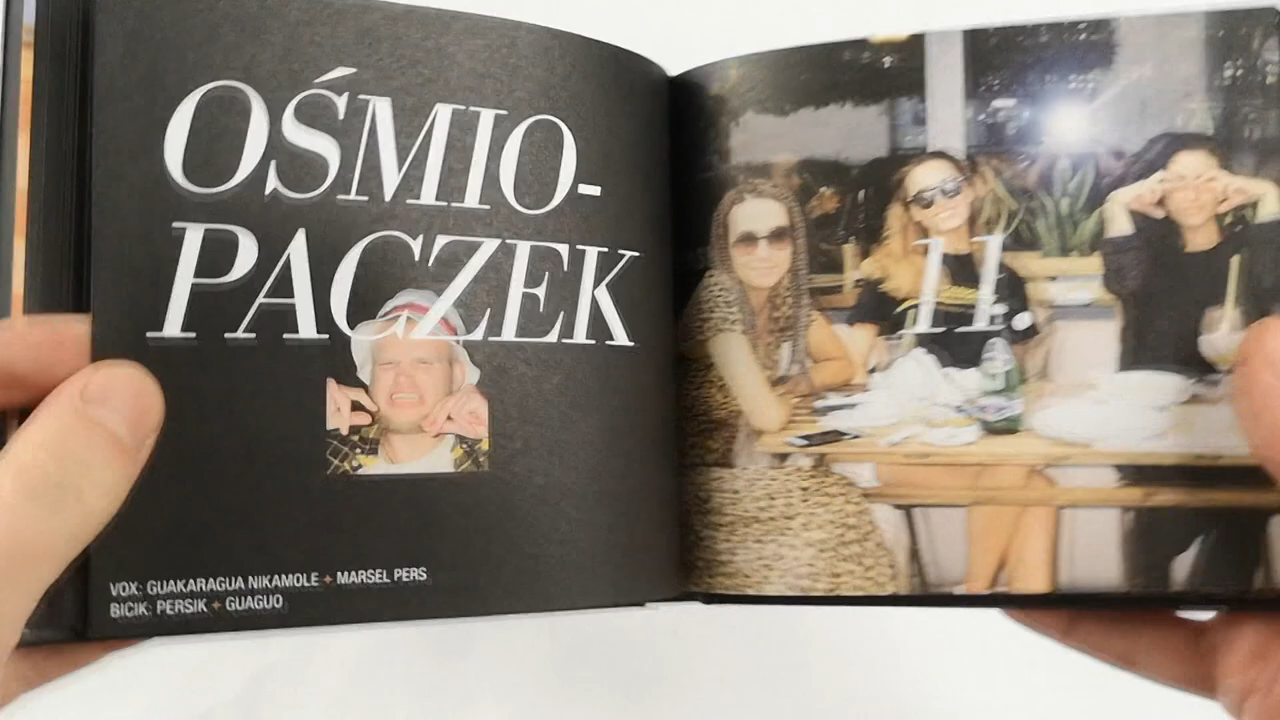 OŚMIO-
PACZEK
VOX: GUAKARAGUA NIKAMOLE + MARSEL PERS
BICIK: PERSIK + GUAGUO
11